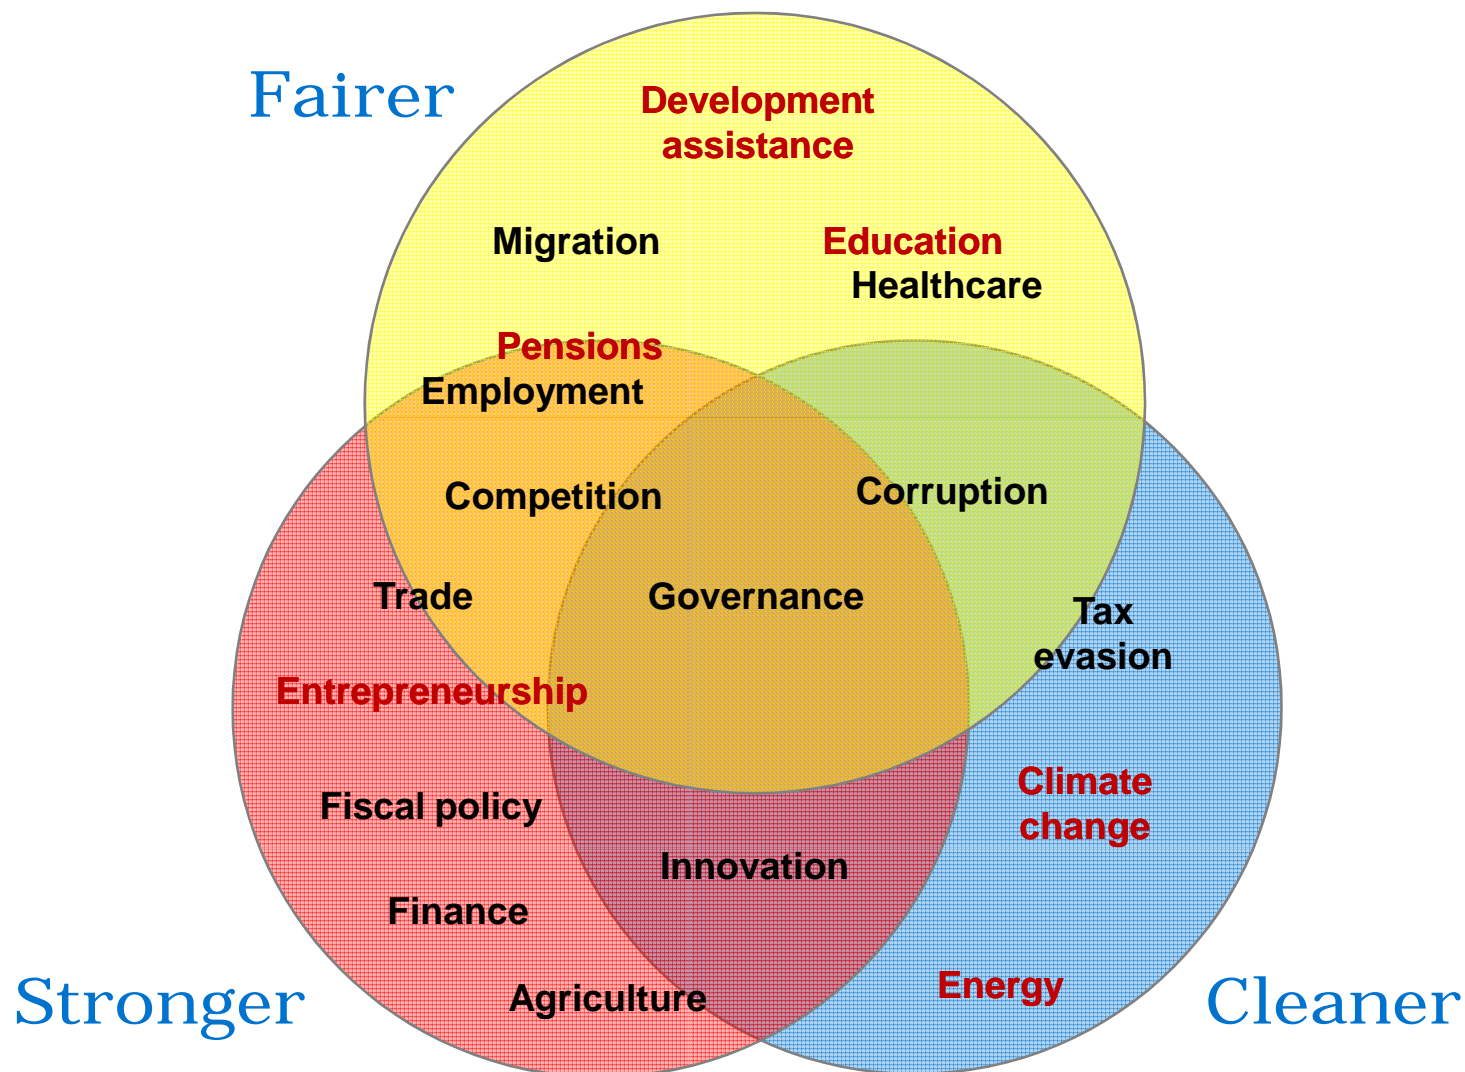 Fairer
Development
assistance
Migration
Education
Healthcare
Pensions
Employment
Competition
Corruption
Trade
Governance
Tax
evasion
Entrepreneurship
Climate
change
Fiscal policy
Innovation
Finance
Energy
Agriculture
Stronger
Cleaner